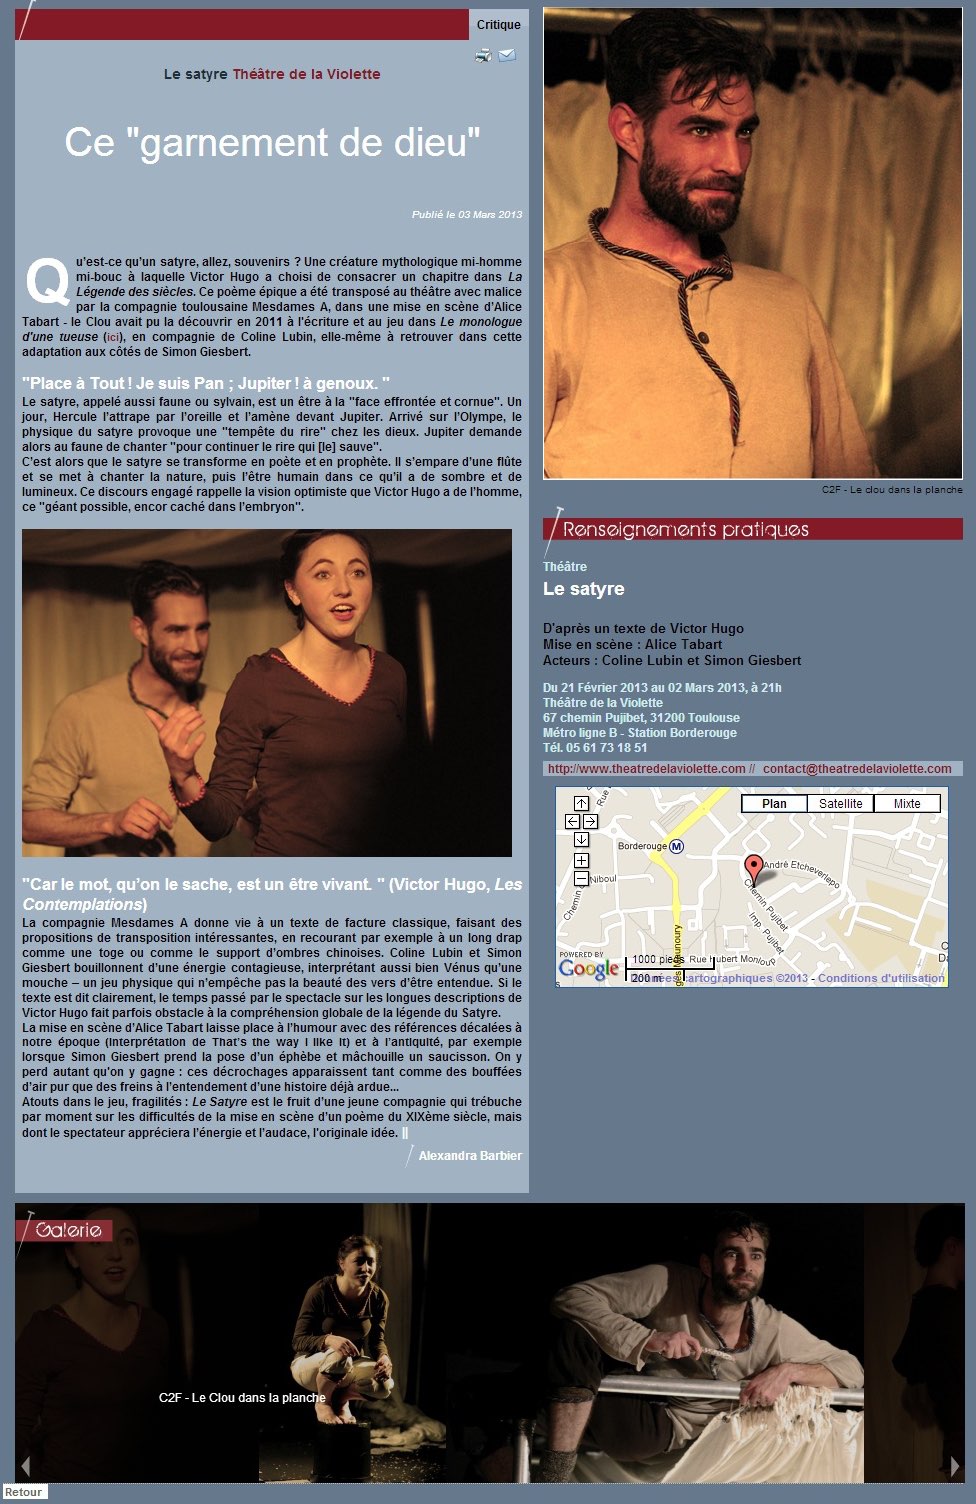 Critique
Le satyre Théâtre de la Violette
Ce "garnement de dieu"
Publié le 03 Mars 2013
Qu'est-ce qu'un satyre, allez, souvenirs ? Une créature mythologique mi-homme
mi-bouc à laquelle Victor Hugo a choisi de consacrer un chapitre dans La
Légende des siècles. Ce poème épique a été transposé au théâtre avec malice
par la compagnie toulousaine Mesdames A, dans une mise en scène d'Alice
Tabart - le Clou avait pu la découvrir en 2011 à l'écriture et au jeu dans Le monologue
d'une tueuse (ici), en compagnie de Coline Lubin, elle-même à retrouver dans cette
adaptation aux côtés de Simon Giesbert.
"Place à Tout ! Je suis Pan ; Jupiter ! à genoux. "
Le satyre, appelé aussi faune ou sylvain, est un être à la "face effrontée et cornue". Un
jour, Hercule l'attrape par l'oreille et l'amène devant Jupiter. Arrivé sur l'Olympe, le
physique du satyre provoque une "tempête du rire" chez les dieux. Jupiter demande
alors au faune de chanter "pour continuer le rire qui [le] sauve".
C'est alors que le satyre se transforme en poète et en prophète. Il s'empare d'une flûte
et se met à chanter la nature, puis l'être humain dans ce qu'il a de sombre et de
lumineux. Ce discours engagé rappelle la vision optimiste que Victor Hugo a de l'homme,
ce "géant possible, encor caché dans l'embryon".
"Car le mot, qu'on le sache, est un être vivant. " (Victor Hugo, Les
Contemplations)
La compagnie Mesdames A donne vie à un texte de facture classique, faisant des
propositions de transposition intéressantes, en recourant par exemple à un long drap
comme une toge ou comme le support d'ombres chinoises. Coline Lubin et Simon
Giesbert bouillonnent d'une énergie contagieuse, interprétant aussi bien Vénus qu'une
mouche – un jeu physique qui n'empêche pas la beauté des vers d'être entendue. Si le
texte est dit clairement, le temps passé par le spectacle sur les longues descriptions de
Victor Hugo fait parfois obstacle à la compréhension globale de la légende du Satyre.
La mise en scène d'Alice Tabart laisse place à l'humour avec des références décalées à
notre époque (interprétation de That's the way I like it) et à l'antiquité, par exemple
lorsque Simon Giesbert prend la pose d'un éphèbe et mâchouille un saucisson. On y
perd autant qu'on y gagne : ces décrochages apparaissent tant comme des bouffées
d'air pur que des freins à l'entendement d'une histoire déjà ardue...
Atouts dans le jeu, fragilités : Le Satyre est le fruit d'une jeune compagnie qui trébuche
par moment sur les difficultés de la mise en scène d'un poème du XIXème siècle, mais
dont le spectateur appréciera l'énergie et l'audace, l'originale idée. ||
Alexandra Barbier
C2F - Le clou dans la planche
Renseignements pratiques
Théâtre
Le satyre
D'après un texte de Victor Hugo
Mise en scène : Alice Tabart
Acteurs : Coline Lubin et Simon Giesbert
Du 21 Février 2013 au 02 Mars 2013, à 21h
Théâtre de la Violette
67 chemin Pujibet, 31200 Toulouse
Métro ligne B - Station Borderouge
Tél. 05 61 73 18 51
http://www.theatredelaviolette.com // contact@theatredelaviolette.com
Plan Satellite Mixte
Rue
Borderouge M
André Etcheverlepo
Niboul
Chemin
Chemin Pujibet
Imp. Pujibet
Rue Hubert Monloup
POWERED BY
Google
1000 pieds
200 m
cartographiques ©2013 - Conditions d'utilisation
Galerie
C2F - Le Clou dans la planche
Retour